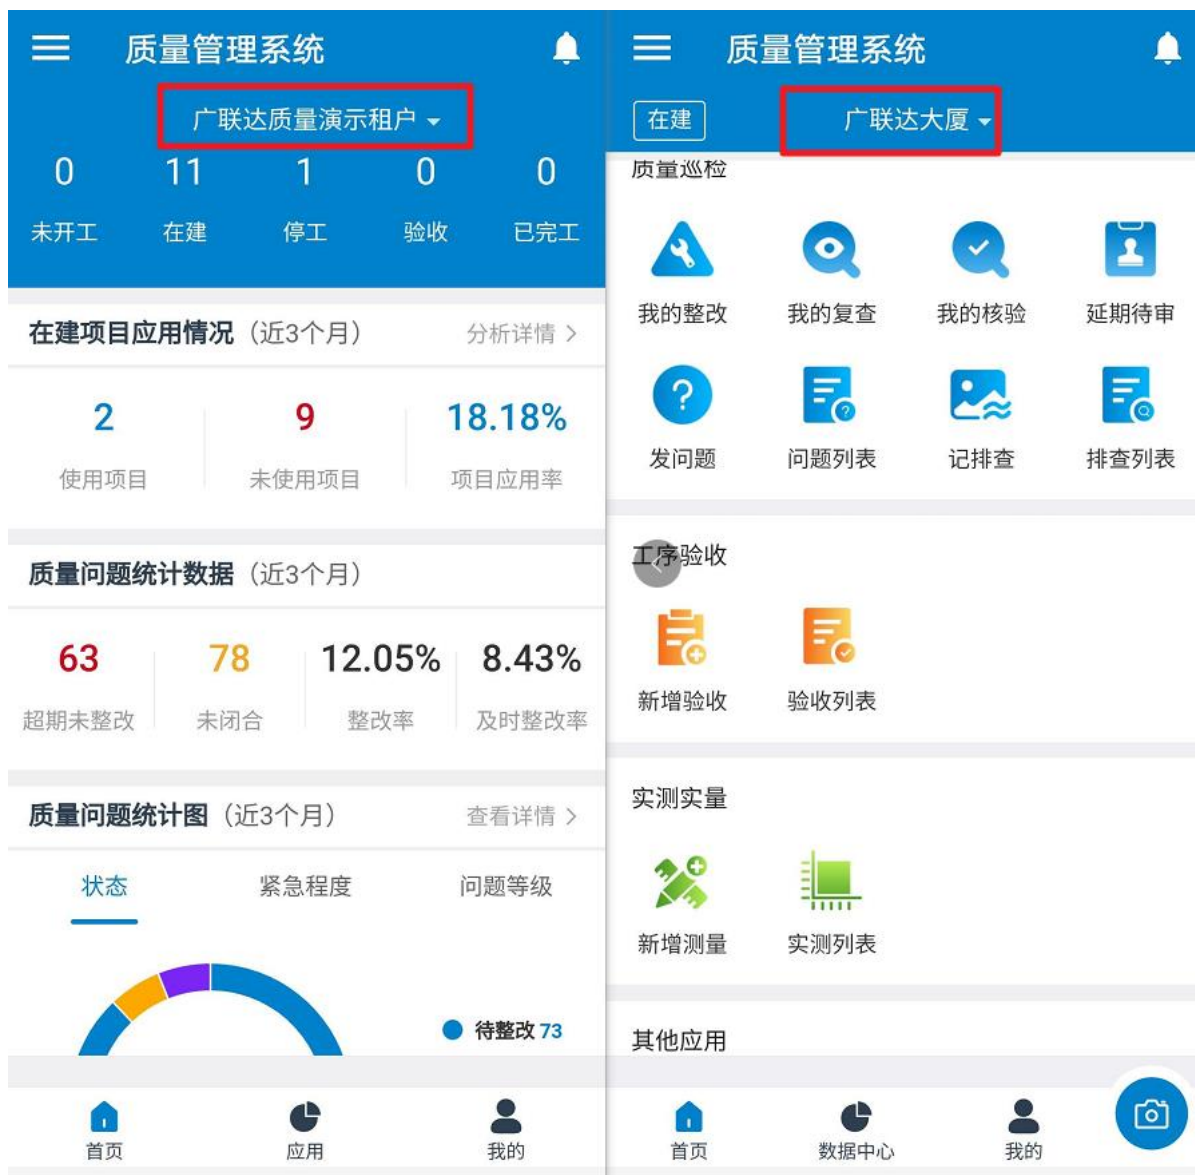 质量管理系统
广联达质量演示租户
0 11 1 0 0
未开工 在建 停工 验收 已完工
在建项目应用情况（近3个月） 分析详情 >
2 9 18.18%
使用项目 未使用项目 项目应用率
质量问题统计数据（近3个月）
63 78 12.05% 8.43%
超期未整改 未闭合 整改率 及时整改率
质量问题统计图（近3个月） 查看详情 >
状态 紧急程度 问题等级
待整改 73
首页 应用 我的
质量管理系统
在建 广联达大厦
质量巡检
我的整改 我的复查 我的核验 延期待审
发问题 问题列表 记排查 排查列表
工序验收
新增验收 验收列表
实测实量
新增测量 实测列表
其他应用
首页 数据中心 我的